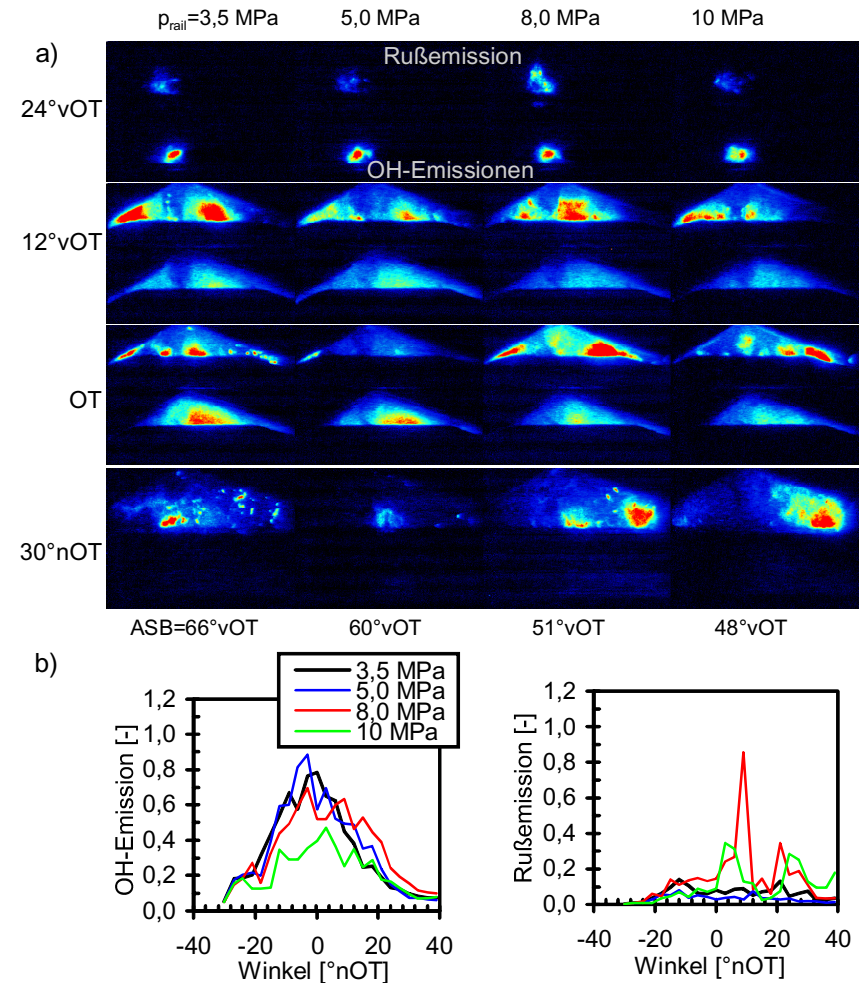 p_rail=3,5 MPa 5,0 MPa 8,0 MPa 10 MPa
a)
Rußemission
24°vOT
OH-Emissionen
12°vOT
OT
30°nOT
ASB=66°vOT 60°vOT 51°vOT 48°vOT
b)
3,5 MPa
5,0 MPa
8,0 MPa
10 MPa
OH-Emission [-]
1,2
1,0
0,8
0,6
0,4
0,2
0,0
-40 -20 0 20 40
Winkel [°nOT]
Rußemission [-]
1,2
1,0
0,8
0,6
0,4
0,2
0,0
-40 -20 0 20 40
Winkel [°nOT]